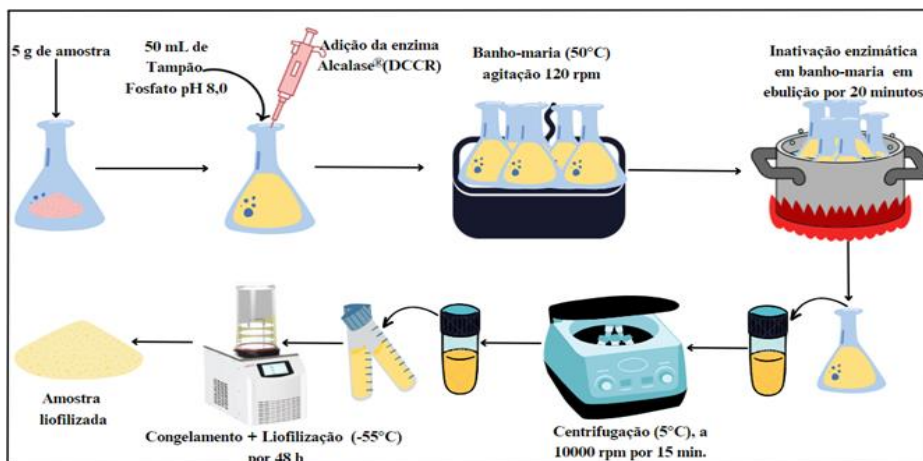 5 g de amostra
50 mL de
Tampão
Fosfato pH 8,0
Adição da enzima
Alcalase®(DCCR)
Banho-maria (50°C)
agitação 120 rpm
Inativação enzimática
em banho-maria em
ebulição por 20 minutos
Amostra
liofilizada
Congelamento + Liofilização (-55°C)
por 48 h
Centrifugação (5°C), a
10000 rpm por 15 min.